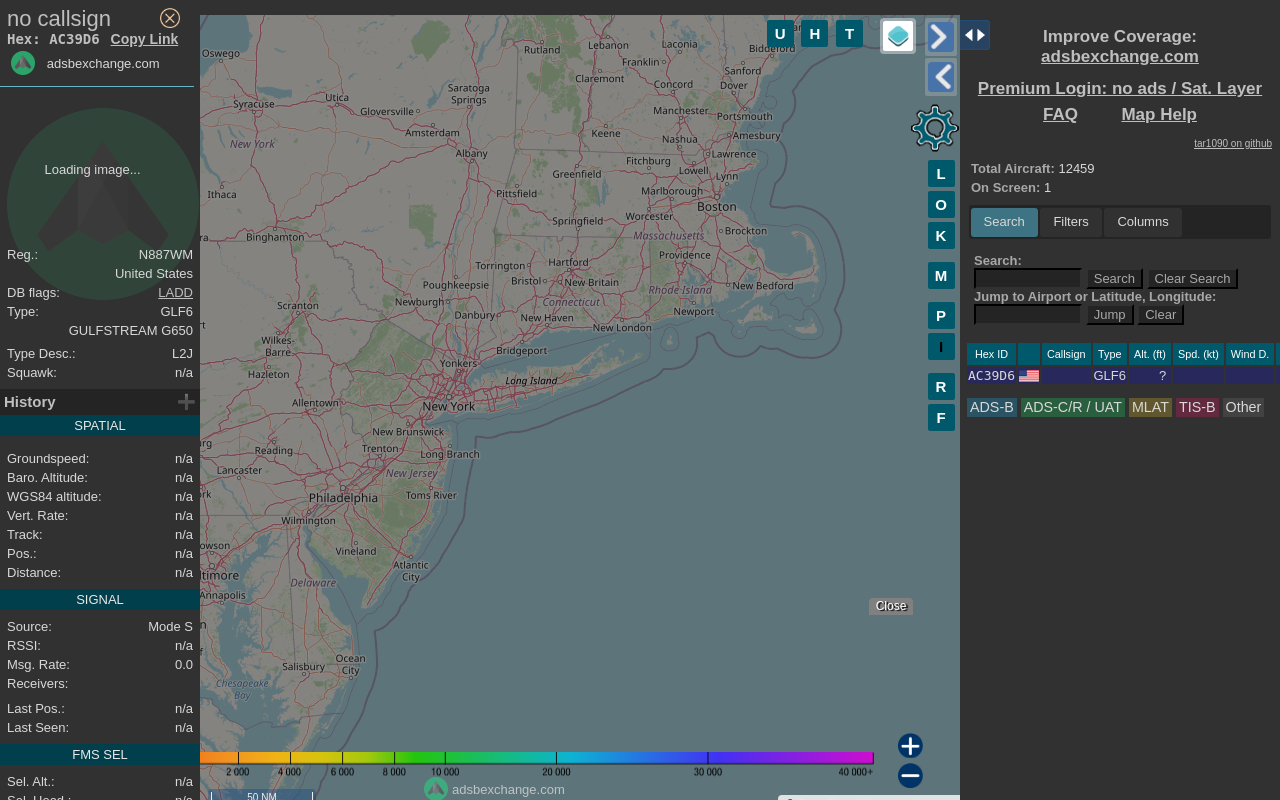 no callsign
Hex: AC39D6 Copy Link
adsbexchange.com
Loading image...
Reg.: N887WM
United States
DB flags: LADD
Type: GLF6
GULFSTREAM G650
Type Desc.: L2J
Squawk: n/a
History
SPATIAL
Groundspeed: n/a
Baro. Altitude: n/a
WGS84 altitude: n/a
Vert. Rate: n/a
Track: n/a
Pos.: n/a
Distance: n/a
SIGNAL
Source: Mode S
RSSI: n/a
Msg. Rate: 0.0
Receivers:
Last Pos.: n/a
Last Seen: n/a
FMS SEL
Sel. Alt.: n/a
Sel. Head.: n/a
U H T
Oswego
Rutland
Lebanon
Laconia
Biddeford
Franklin
Sanford
Claremont
Concord
Dover
Syracuse
Utica
Gloversville
Saratoga
Springs
Manchester
Portsmouth
Amsterdam
Keene
Nashua
Amesbury
New York
Albany
Fitchburg
Lawrence
Lowell
Lynn
Greenfield
Ithaca
Pittsfield
Marlborough
Boston
Worcester
Springfield
Massachusetts
Brockton
Binghamton
Providence
Torrington
Hartford
Bristol
New Britain
Poughkeepsie
Rhode Island
New Bedford
Scranton
Newburgh
Connecticut
Newport
Danbury
New Haven
New London
Wilkes-
Barre
Bridgeport
Yonkers
Hazleton
Long Island
Allentown
New York
New Brunswick
Reading
Trenton
Long Branch
Lancaster
New Jersey
Philadelphia
Toms River
Wilmington
Vineland
Atlantic
City
Delaware
Annapolis
Ocean
City
Salisbury
Chesapeake
Bay
L
O
K
M
P
I
R
F
Close
2 000 4 000 6 000 8 000 10 000 20 000 30 000 40 000+
adsbexchange.com
50 NM
Improve Coverage:
adsbexchange.com
Premium Login: no ads / Sat. Layer
FAQ Map Help
tar1090 on github
Total Aircraft: 12459
On Screen: 1
Search Filters Columns
Search:
Search Clear Search
Jump to Airport or Latitude, Longitude:
Jump Clear
Hex ID Callsign Type Alt. (ft) Spd. (kt) Wind D.
AC39D6 GLF6 ?
ADS-B ADS-C/R / UAT MLAT TIS-B Other